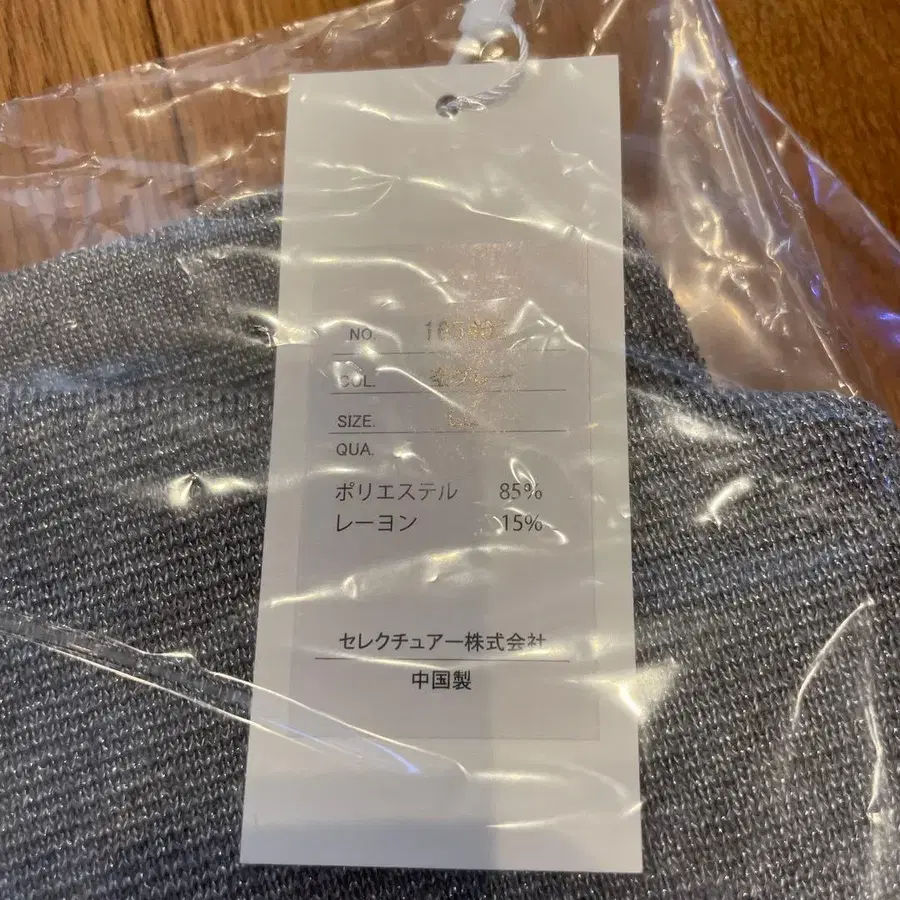 NO.
COL.
SIZE.
QUA.
ポリエステル 85%
レーヨン 15%
セレクチュアー株式会社
中国製